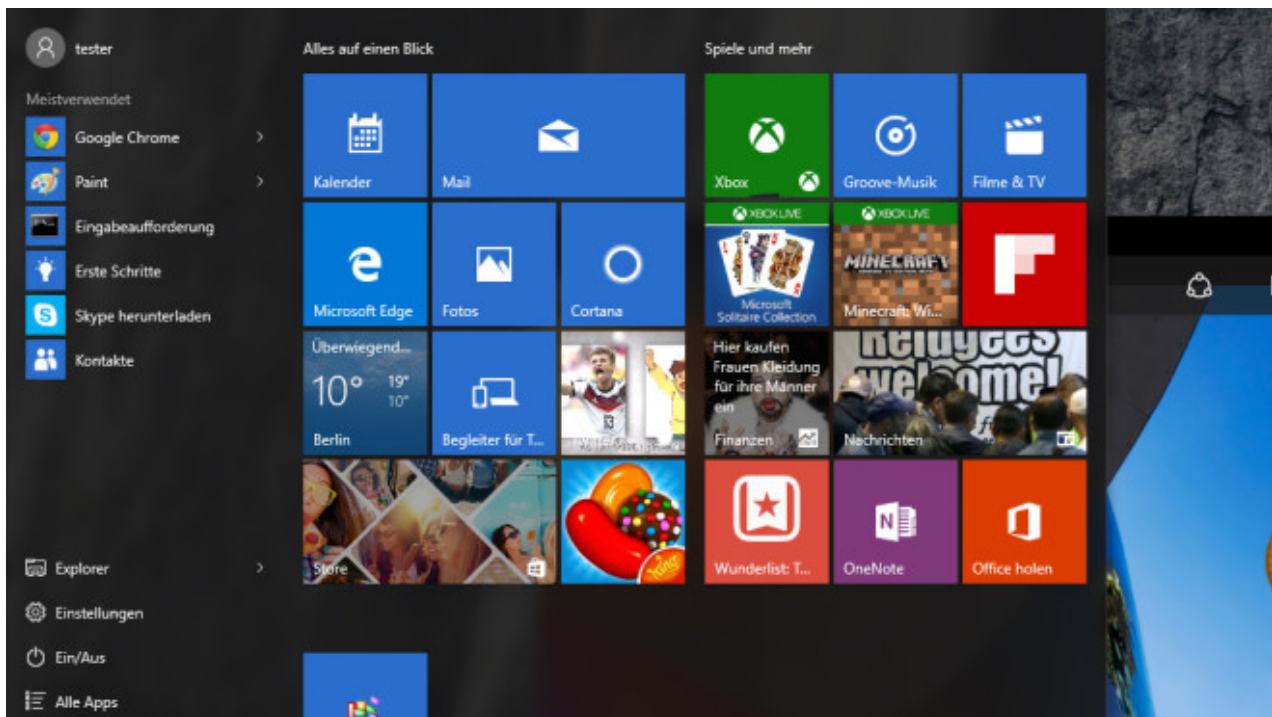 tester
Meistverwendet
Google Chrome
Paint
Eingabeaufforderung
Erste Schritte
Skype herunterladen
Kontakte
Explorer
Einstellungen
Ein/Aus
Alle Apps
Alles auf einen Blick
Kalender
Mail
Microsoft Edge
Fotos
Cortana
Überwiegend...
10° 19°
10°
Berlin
Begleiter für T...
Store
King
Spiele und mehr
Xbox
Groove-Musik
Filme & TV
XBOX LIVE
Microsoft
Solitaire Collection
XBOX LIVE
MINECRAFT
Minecraft: Wi...
Hier kaufen
Frauen Kleidung
für ihre Männer
ein
Finanzen
Refugees
welcome!
Nachrichten
Wunderlist: T...
OneNote
Office holen